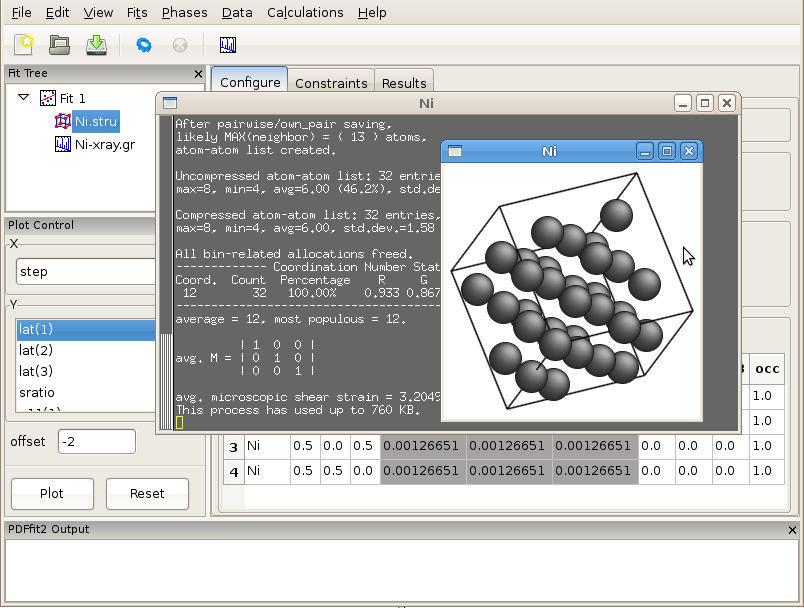 File Edit View Fits Phases Data Calculations Help
Fit Tree
Fit 1
Ni.stru
Ni-xray.gr
Plot Control
X
step
Y
lat(1)
lat(2)
lat(3)
sratio
offset -2
Plot Reset
Configure Constraints Results
Ni
After pairwise/own_pair saving,
likely MAX(neighbor) = ( 13 ) atoms,
atom-atom list created.
Uncompressed atom-atom list: 32 entrie
max=8, min=4, avg=6.00 (46.2%), std.de
Compressed atom-atom list: 32 entries,
max=8, min=4, avg=6.00, std.dev.=1.58
All bin-related allocations freed.
------------- Coordination Number Stat
Coord. Count Percentage R G
12 32 100.00% 0.933 0.867
average = 12, most populous = 12.
| 1 0 0 |
avg. M = | 0 1 0 |
| 0 0 1 |
avg. microscopic shear strain = 3.2049
This process has used up to 760 KB.
Ni
occ
1.0
1.0
3 Ni 0.5 0.0 0.5 0.00126651 0.00126651 0.00126651 0.0 0.0 0.0 1.0
4 Ni 0.5 0.5 0.0 0.00126651 0.00126651 0.00126651 0.0 0.0 0.0 1.0
PDFfit2 Output